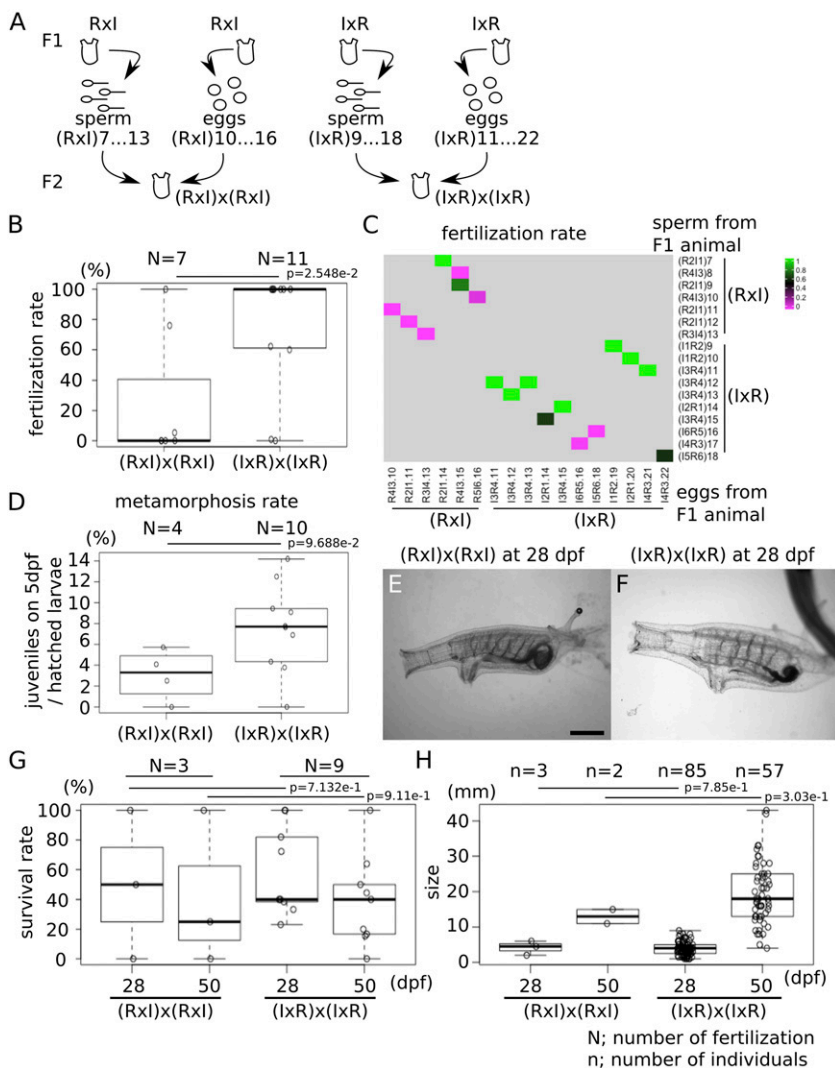 A
F1
RxI
RxI
IxR
IxR
sperm
eggs
sperm
eggs
(RxI)7...13
(RxI)10...16
(IxR)9...18
(IxR)11...22
F2
(RxI)x(RxI)
(IxR)x(IxR)
B
(%)
N=7
N=11
p=2.548e-2
fertilization rate
100
80
60
40
20
0
(RxI)x(RxI)
(IxR)x(IxR)
C
fertilization rate
sperm from
F1 animal
(R2I1)7
(R4I3)8
(R2I1)9
(R4I3)10
(R2I1)11
(R2I1)12
(R3I4)13
(RxI)
(I1R2)9
(I1R2)10
(I3R4)11
(I3R4)12
(I3R4)13
(I2R1)14
(I3R4)15
(I6R5)16
(I4R3)17
(I5R6)18
(IxR)
1
0.8
0.6
0.4
0.2
0
R4I3.10
R2I1.11
R3I4.13
R2I1.14
R4I3.15
R5I6.16
I3R4.11
I3R4.12
I3R4.13
I2R1.14
I3R4.15
I6R5.16
I5R6.18
I1R2.19
I2R1.20
I4R3.21
I4R3.22
(RxI)
(IxR)
eggs from
F1 animal
D
metamorphosis rate
(%)
N=4
N=10
p=9.688e-2
juveniles on 5dpf
/ hatched larvae
14
12
10
8
6
4
2
0
(RxI)x(RxI)
(IxR)x(IxR)
(RxI)x(RxI) at 28 dpf
(IxR)x(IxR) at 28 dpf
E
F
G
(%)
N=3
N=9
p=7.132e-1
p=9.11e-1
survival rate
100
80
60
40
20
0
28
50
28
50
(dpf)
(RxI)x(RxI)
(IxR)x(IxR)
H
n=3
n=2
n=85
n=57
(mm)
p=7.85e-1
p=3.03e-1
size
40
30
20
10
0
28
50
28
50
(dpf)
(RxI)x(RxI)
(IxR)x(IxR)
N; number of fertilization
n; number of individuals